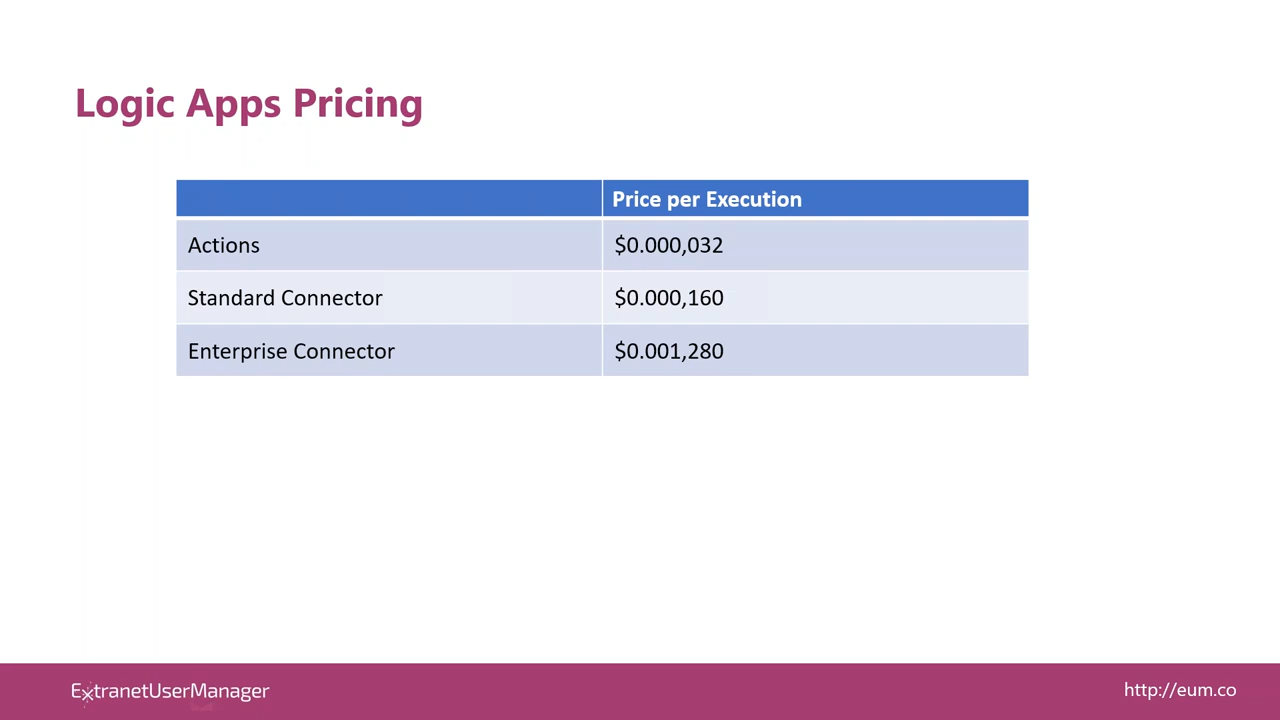 Logic Apps Pricing
Price per Execution
Actions $0.000,032
Standard Connector $0.000,160
Enterprise Connector $0.001,280
ExtranetUserManager http://eum.co